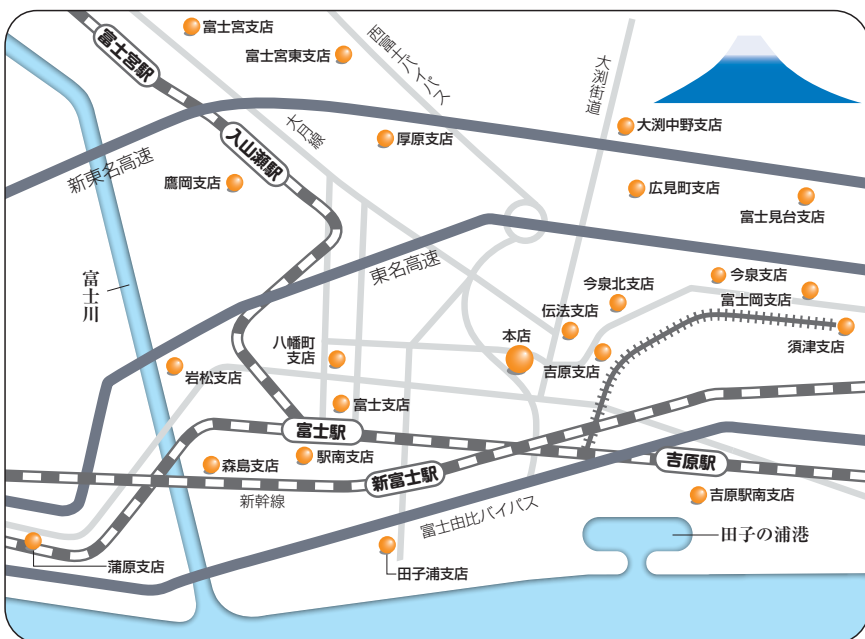 富士宮支店
富士宮駅
富士宮東支店
西富士バイパス
大渕街道
大月線
厚原支店
大渕中野支店
入山瀬駅
新東名高速
鷹岡支店
広見町支店
富士見台支店
東名高速
富士川
今泉支店
今泉北支店
富士岡支店
伝法支店
本店
須津支店
八幡町
支店
吉原支店
岩松支店
富士支店
富士駅
駅南支店
森島支店
新富士駅
吉原駅
新幹線
吉原駅南支店
富士由比バイパス
田子の浦港
蒲原支店
田子浦支店